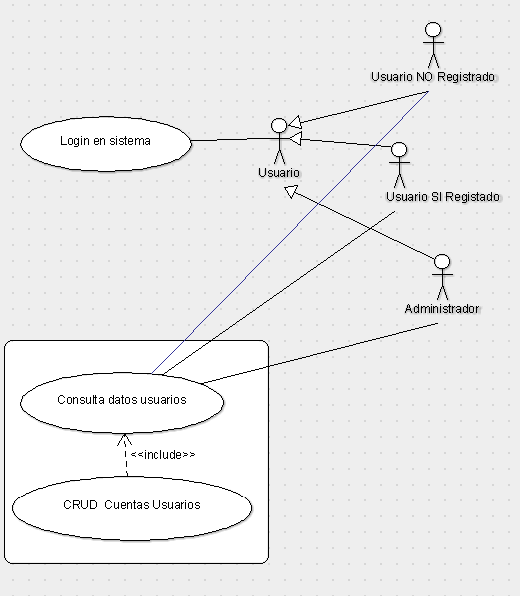 Usuario NO Registrado
Login en sistema
Usuario
Usuario SI Registado
Administrador
Consulta datos usuarios
<<include>>
CRUD Cuentas Usuarios